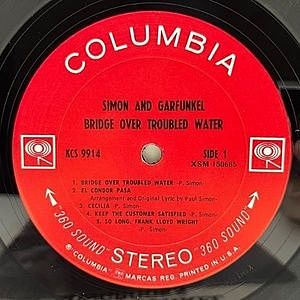 COLUMBIA
SIMON AND GARFUNKEL
BRIDGE OVER TROUBLED WATER
KCS 9914
SIDE 1
XSM 150665
1. BRIDGE OVER TROUBLED WATER -P. Simon-
2. EL CONDOR PASA
Arrangement and Original Lyric by Paul Simon-
3. CECILIA -P. Simon-
4. KEEP THE CUSTOMER SATISFIED -P. Simon-
5. SO LONG, FRANK LLOYD WRIGHT
-P. Simon-
"360 SOUND" STEREO "360 SOUND"
© COLUMBIA MARCAS REG. PRINTED IN U.S.A.